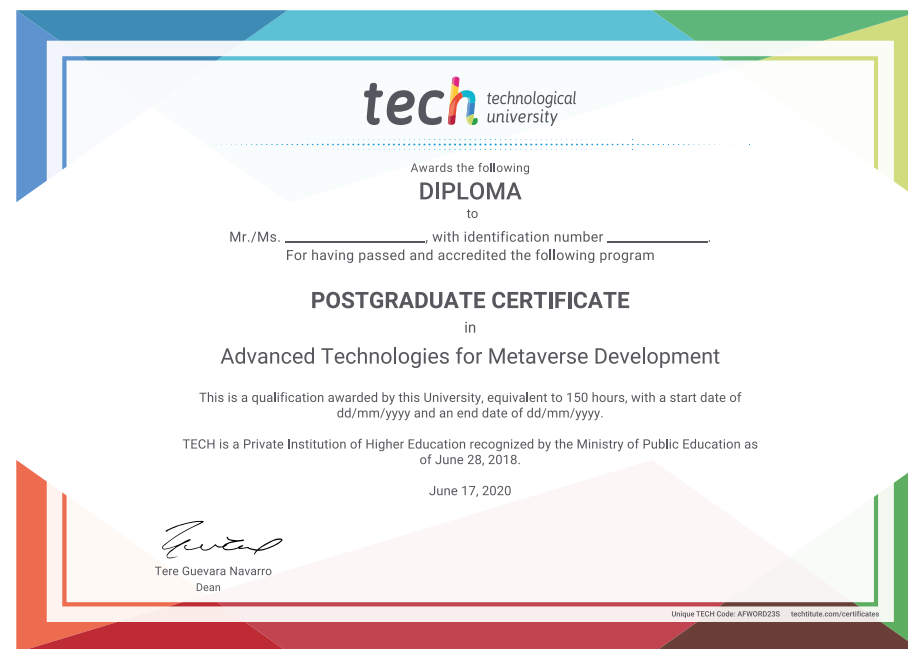 tech technological
university
Awards the following
DIPLOMA
to
Mr./Ms. ____________________, with identification number ______________.
For having passed and accredited the following program
POSTGRADUATE CERTIFICATE
in
Advanced Technologies for Metaverse Development
This is a qualification awarded by this University, equivalent to 150 hours, with a start date of
dd/mm/yyyy and an end date of dd/mm/yyyy.
TECH is a Private Institution of Higher Education recognized by the Ministry of Public Education as
of June 28, 2018.
June 17, 2020
Tere Guevara Navarro
Dean
Unique TECH Code: AFWORD23S techtitute.com/certificates